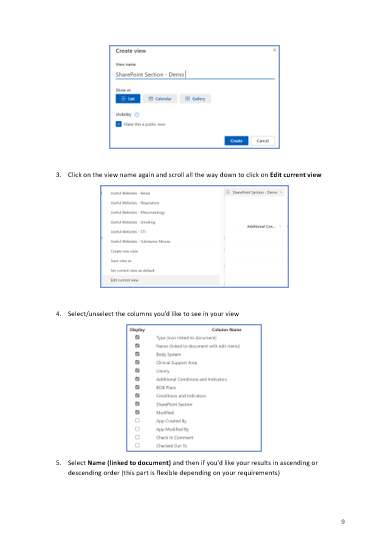 Create view
View name
SharePoint Section - Demo
Show as
List Calendar Gallery
Visibility
Make this a public view
Create Cancel
3. Click on the view name again and scroll all the way down to click on Edit current view
Useful Websites - Renal
Useful Websites - Respiratory
Useful Websites - Rheumatology
Useful Websites - Smoking
Useful Websites - STI
Useful Websites - Substance Misuse
Create new view
Save view as
Set current view as default
Edit current view
SharePoint Section - Demo
Additional Con...
4. Select/unselect the columns you'd like to see in your view
Display Column Name
Type (icon linked to document)
Name (linked to document with edit menu)
Body System
Clinical Support Area
Library
Additional Conditions and Indicators
Place
Conditions and Indicators
SharePoint Section
Modified
App Created By
App Modified By
Check In Comment
Checked Out To
5. Select Name (linked to document) and then if you'd like your results in ascending or
descending order (this part is flexible depending on your requirements)
9